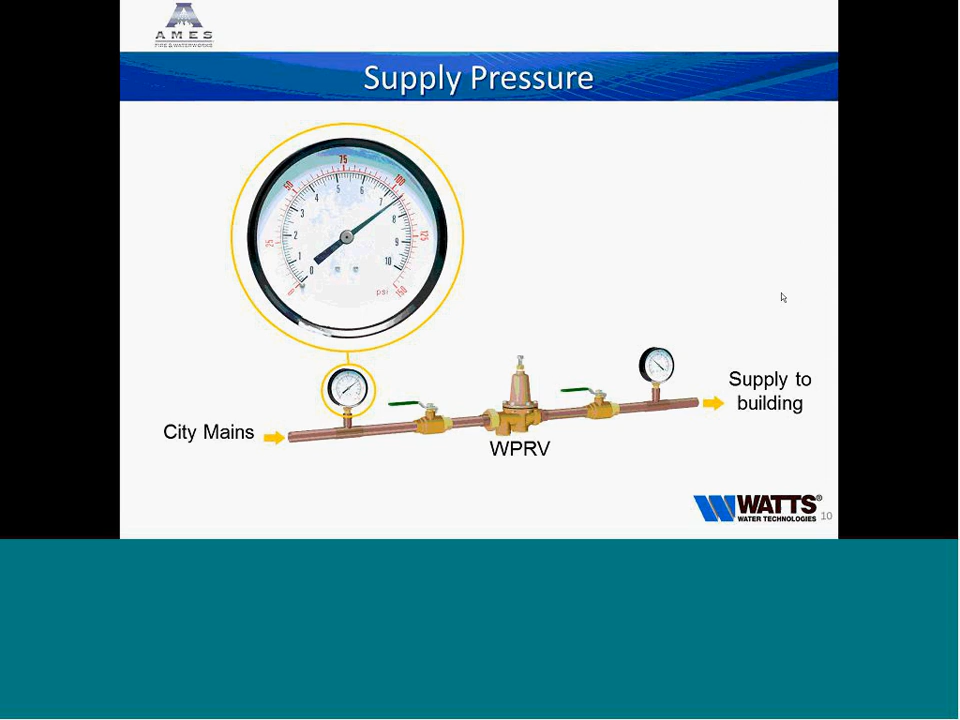 AMES
FIRE & WATERWORKS
Supply Pressure
75
50
100
5
6
4
7
3
8
25
2
9
125
1
10
0
0
psi
150
Supply to
building
City Mains
WPRV
WATTS®
WATER TECHNOLOGIES
10